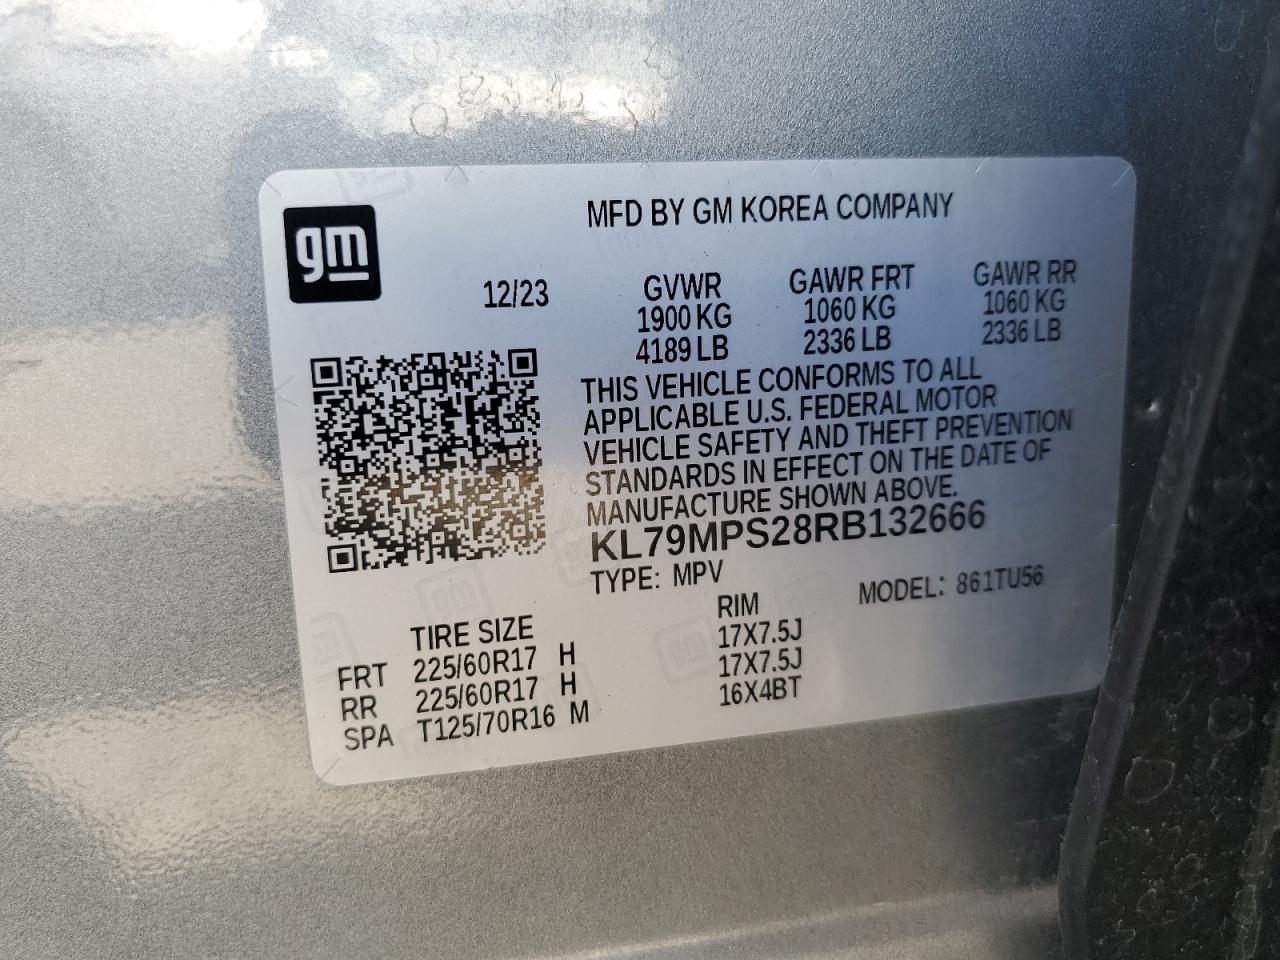 gm
MFD BY GM KOREA COMPANY
12/23 GVWR GAWR FRT GAWR RR
1900 KG 1060 KG 1060 KG
4189 LB 2336 LB 2336 LB
THIS VEHICLE CONFORMS TO ALL
APPLICABLE U.S. FEDERAL MOTOR
VEHICLE SAFETY AND THEFT PREVENTION
STANDARDS IN EFFECT ON THE DATE OF
MANUFACTURE SHOWN ABOVE.
KL79MPS28RB132666
TYPE: MPV MODEL: 861TU56
TIRE SIZE RIM
FRT 225/60R17 H 17X7.5J
RR 225/60R17 H 17X7.5J
SPA T125/70R16 M 16X4BT